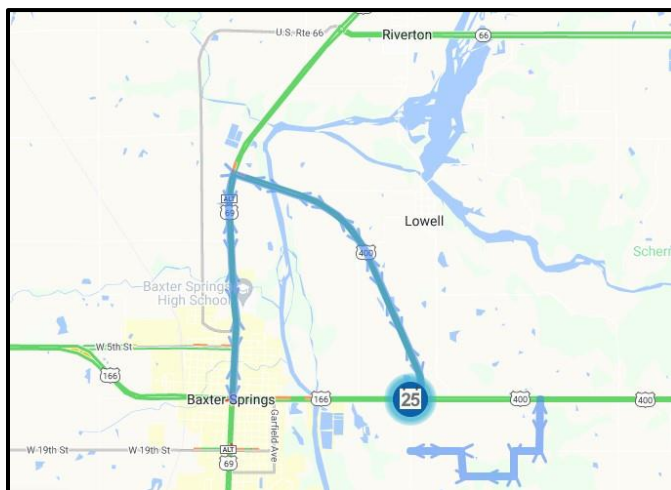 U.S. Rte 66
Riverton
66
ALT
69
Lowell
400
Scherm
Baxter Springs
High School
W 5th St
166
Baxter Springs
166
25
400
400
Garfield Ave
W 19th St
W 19th St
ALT
69